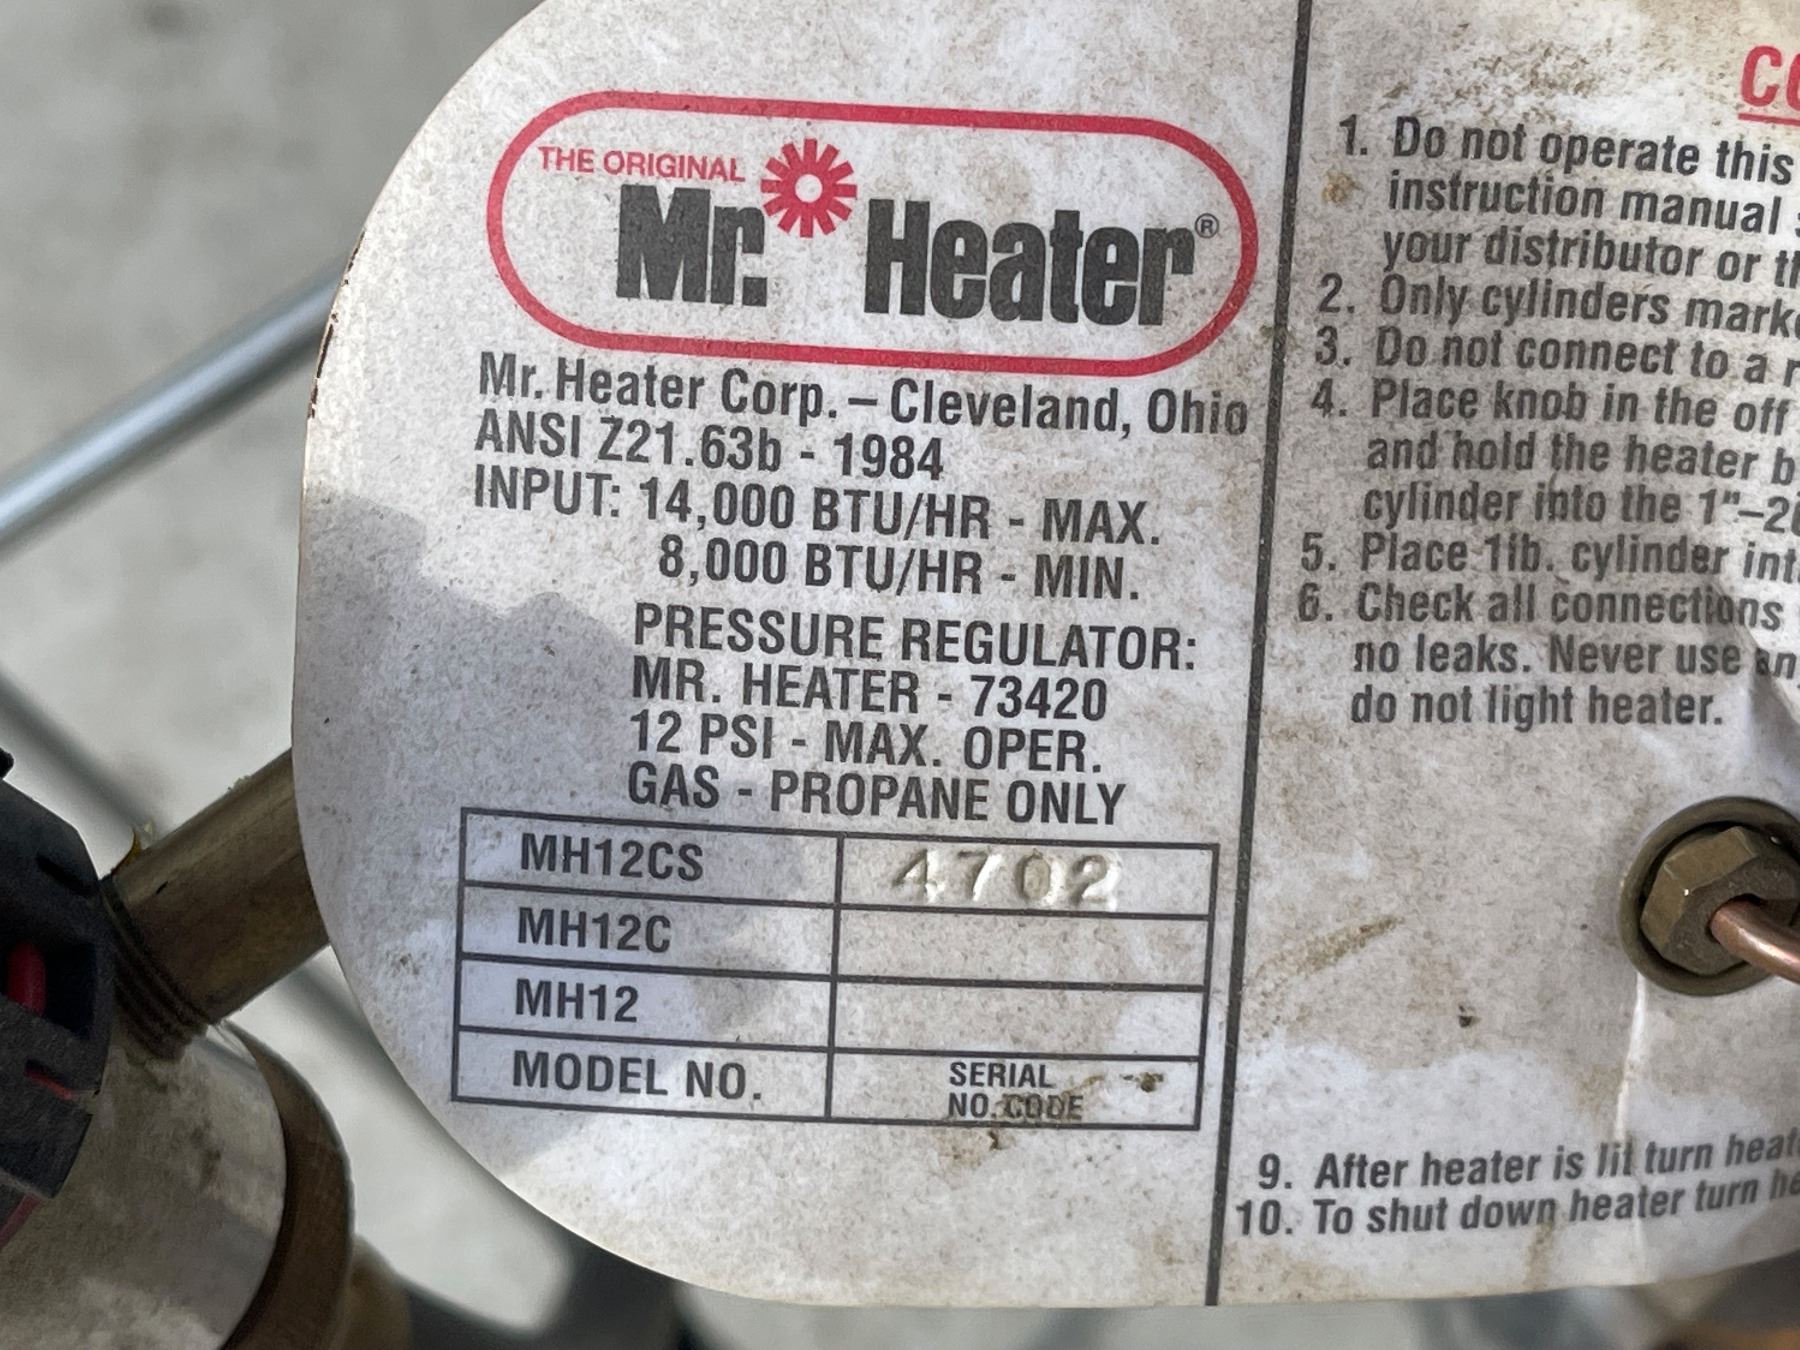 THE ORIGINAL
Mr. Heater®
Mr. Heater Corp. – Cleveland, Ohio
ANSI Z21.63b - 1984
INPUT: 14,000 BTU/HR - MAX.
8,000 BTU/HR - MIN.
PRESSURE REGULATOR:
MR. HEATER - 73420
12 PSI - MAX. OPER.
GAS - PROPANE ONLY
MH12CS 4702
MH12C
MH12
MODEL NO. SERIAL
NO. CODE
1. Do not operate this
instruction manual
your distributor or
2. Only cylinders
3. Do not connect to a
4. Place knob in the off
and hold the heater
cylinder into the
5. Place 1lb. cylinder
6. Check all connections
no leaks. Never use
do not light heater.
9. After heater is lit turn
10. To shut down heater turn